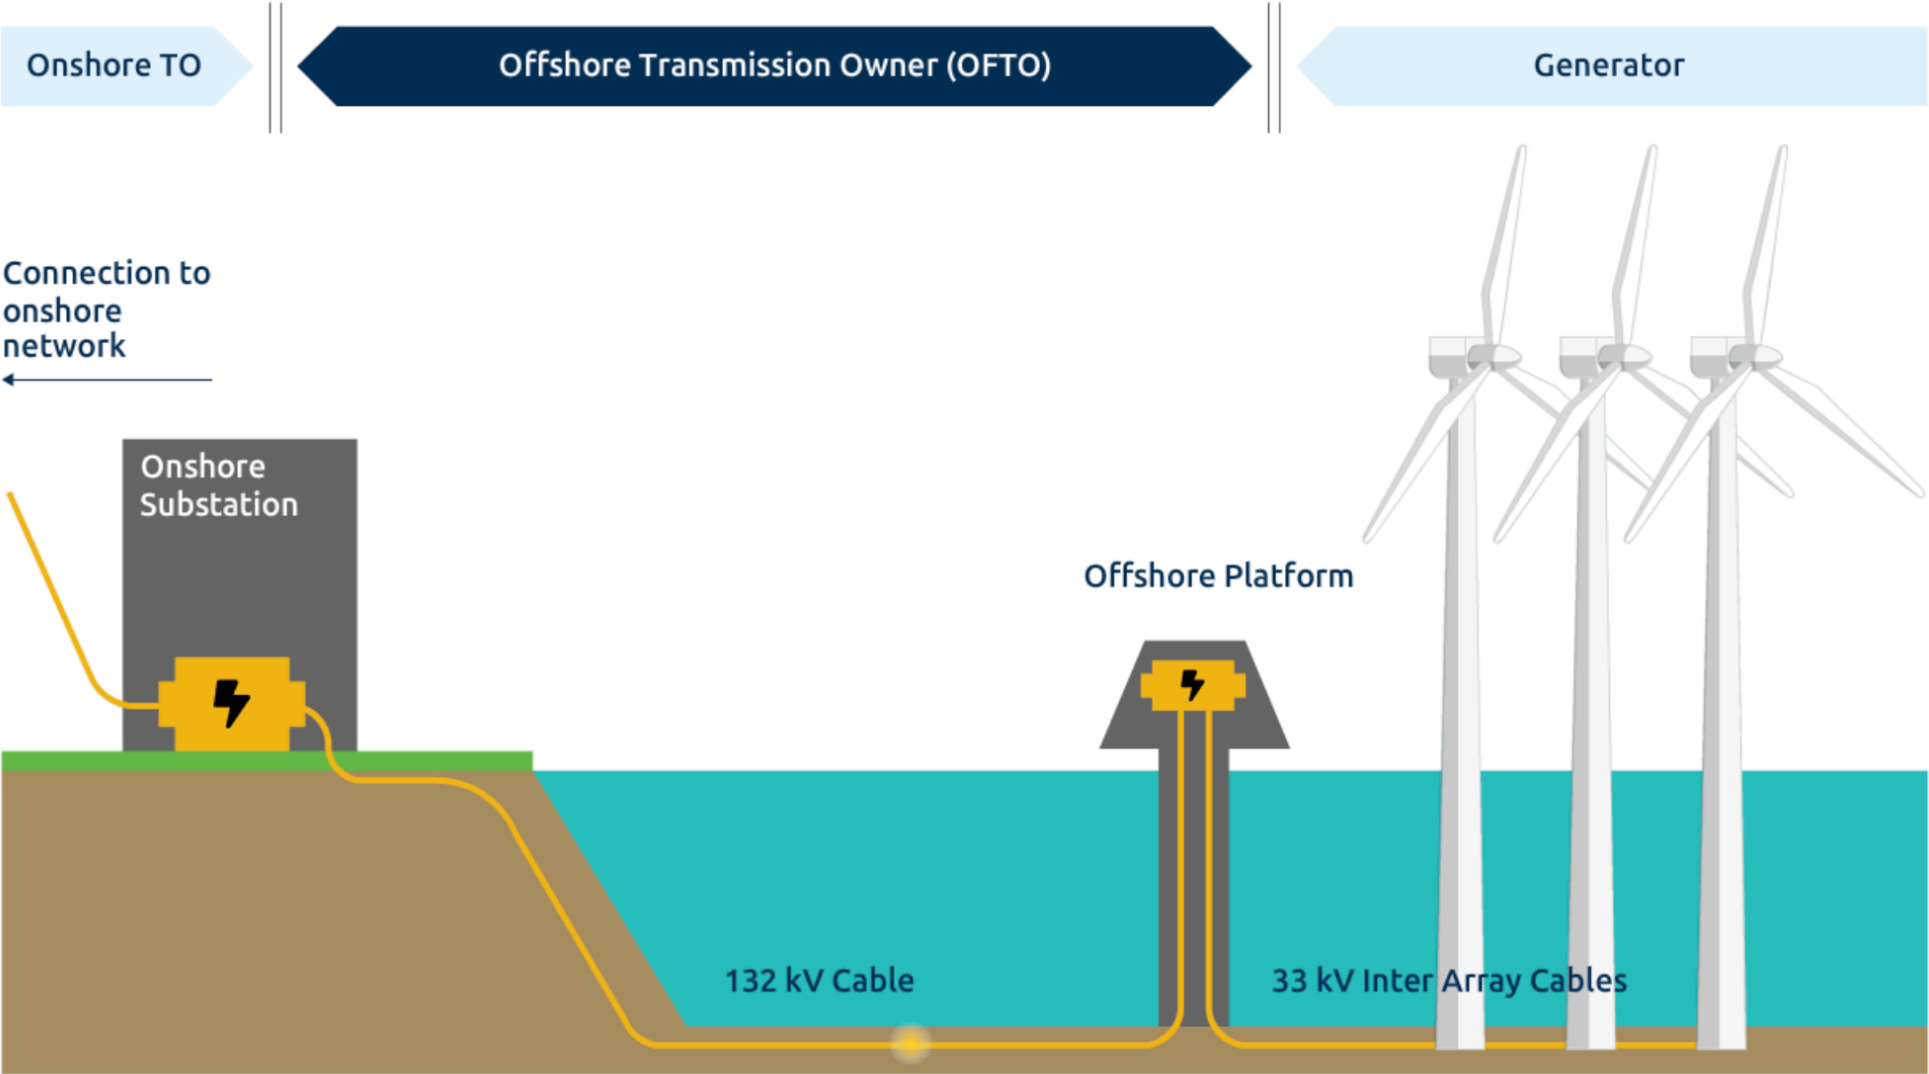 Onshore TO
Offshore Transmission Owner (OFTO)
Generator
Connection to
onshore
network
Onshore
Substation
Offshore Platform
132 kV Cable
33 kV Inter Array Cables